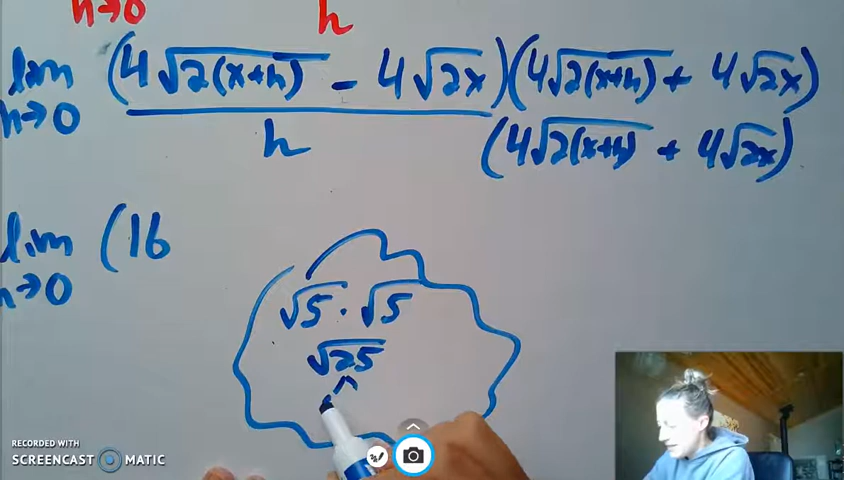 h→0 h
lim (4√2(x+h) - 4√2x)(4√2(x+h) + 4√2x)
h→0 h (4√2(x+h) + 4√2x)
lim (16
h→0
√5 · √5
√25
RECORDED WITH
SCREENCAST MATIC